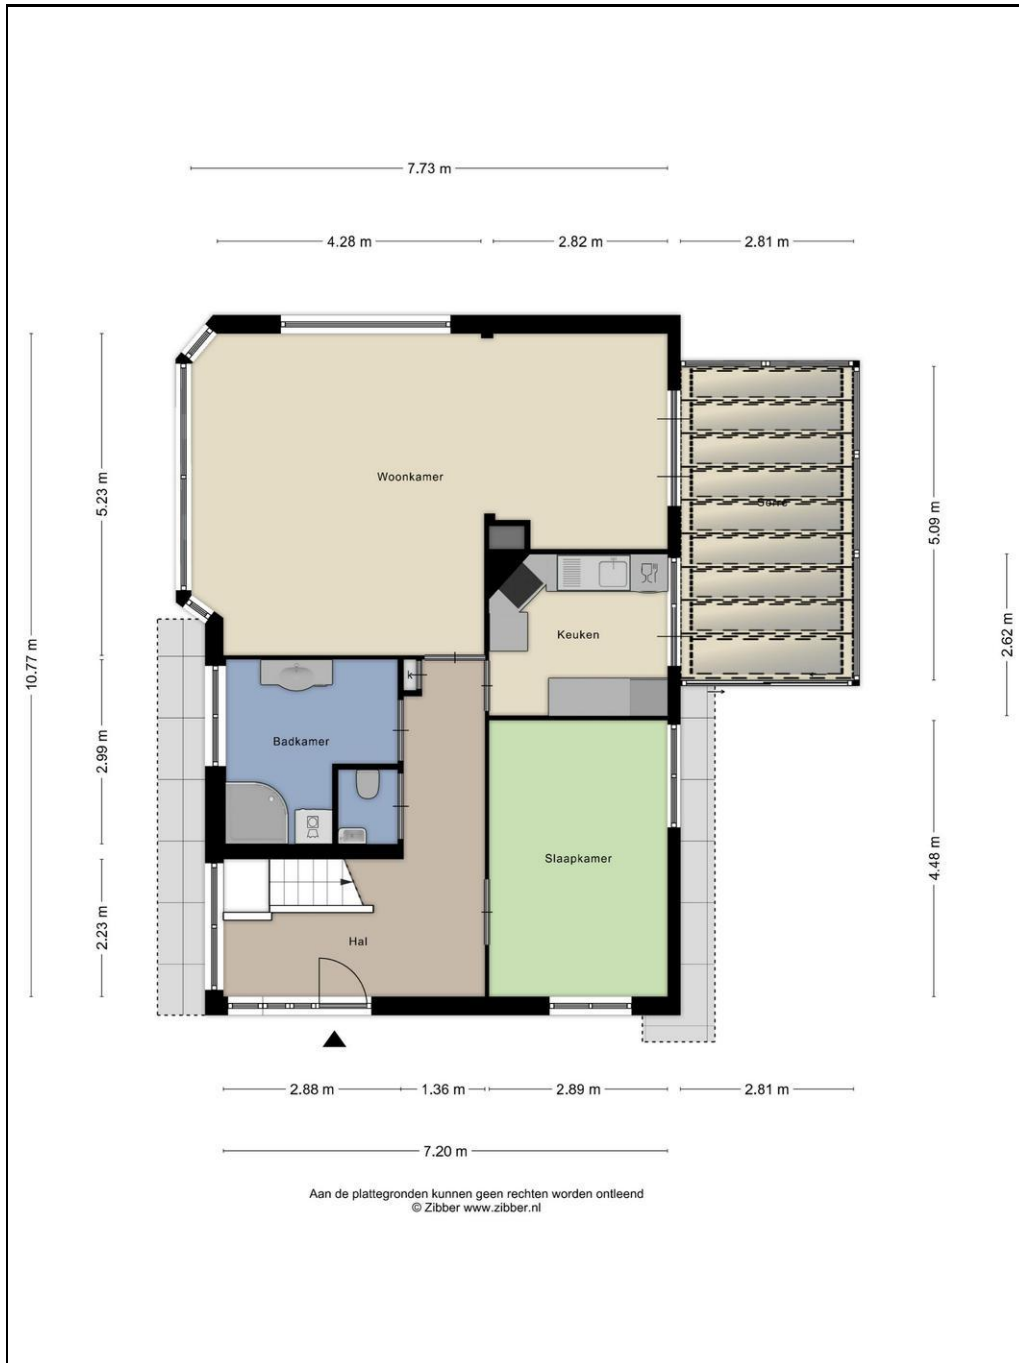 7.73 m
4.28 m
2.82 m
2.81 m
5.23 m
10.77 m
2.99 m
2.23 m
5.09 m
2.62 m
4.48 m
Woonkamer
Serre
Keuken
k
Badkamer
Slaapkamer
Hal
2.88 m
1.36 m
2.89 m
2.81 m
7.20 m
Aan de plattegronden kunnen geen rechten worden ontleend
© Zibber www.zibber.nl